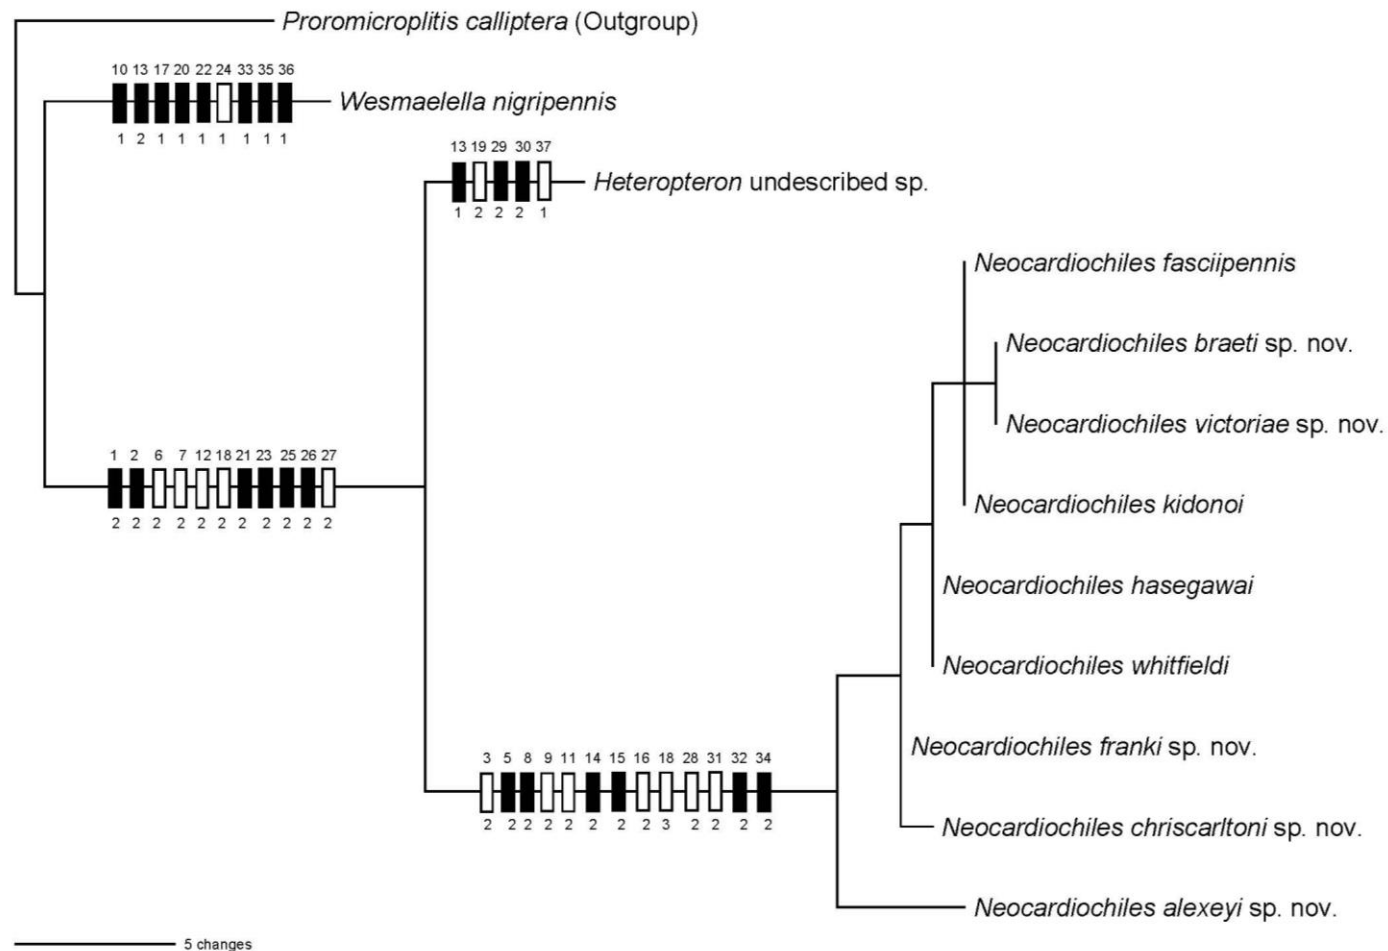 Proromicroplitis calliptera (Outgroup)
10 13 17 20 22 24 33 35 36
Wesmaelella nigripennis
1 2 1 1 1 1 1 1 1
13 19 29 30 37
Heteropteron undescribed sp.
1 2 2 2 1
Neocardiochiles fasciipennis
Neocardiochiles braeti sp. nov.
Neocardiochiles victoriae sp. nov.
1 2 6 7 12 18 21 23 25 26 27
2 2 2 2 2 2 2 2 2 2 2
Neocardiochiles kidonoi
Neocardiochiles hasegawai
Neocardiochiles whitfieldi
Neocardiochiles franki sp. nov.
3 5 8 9 11 14 15 16 18 28 31 32 34
2 2 2 2 2 2 2 2 3 2 2 2 2
Neocardiochiles chriscarltoni sp. nov.
Neocardiochiles alexeyi sp. nov.
5 changes